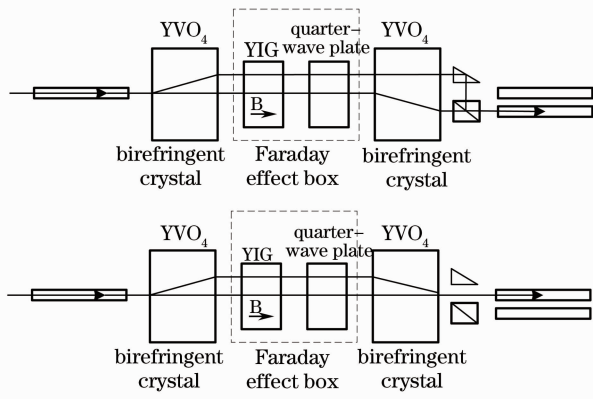 YVO4
quarter-
wave plate
YVO4
YIG
B
birefringent
crystal
Faraday
effect box
birefringent
crystal
YVO4
quarter-
wave plate
YVO4
YIG
B
birefringent
crystal
Faraday
effect box
birefringent
crystal